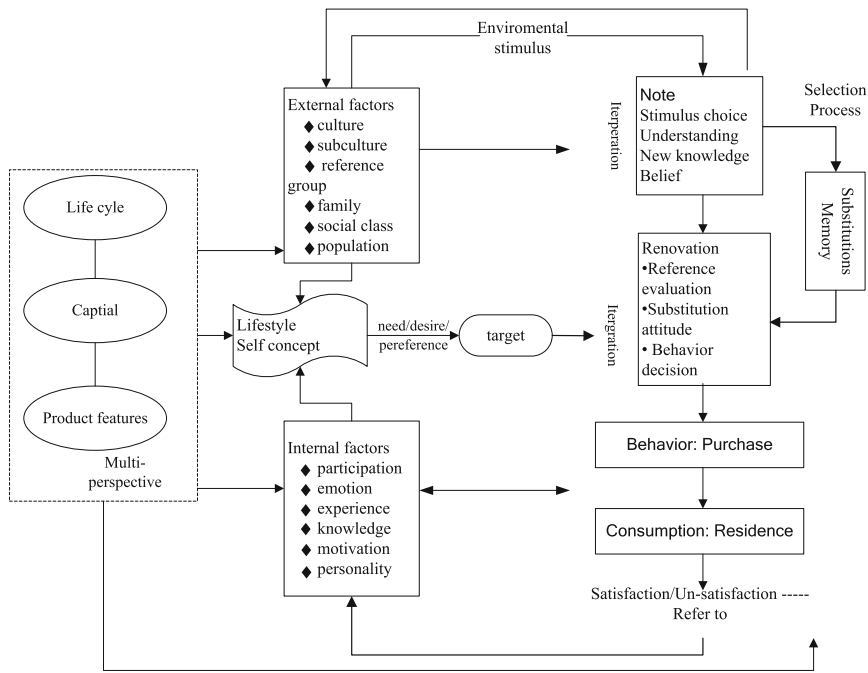 Enviromental
stimulus
External factors
◆ culture
◆ subculture
◆ reference
group
◆ family
◆ social class
◆ population
Iterperation
Note
Stimulus choice
Understanding
New knowledge
Belief
Selection
Process
Substitutions
Memory
Life cyle
Captial
Product features
Multi-
perspective
Lifestyle
Self concept
need/desire/
pereference
target
Itergration
Renovation
•Reference
evaluation
•Substitution
attitude
• Behavior
decision
Internal factors
◆ participation
◆ emotion
◆ experience
◆ knowledge
◆ motivation
◆ personality
Behavior: Purchase
Consumption: Residence
Satisfaction/Un-satisfaction -----
Refer to